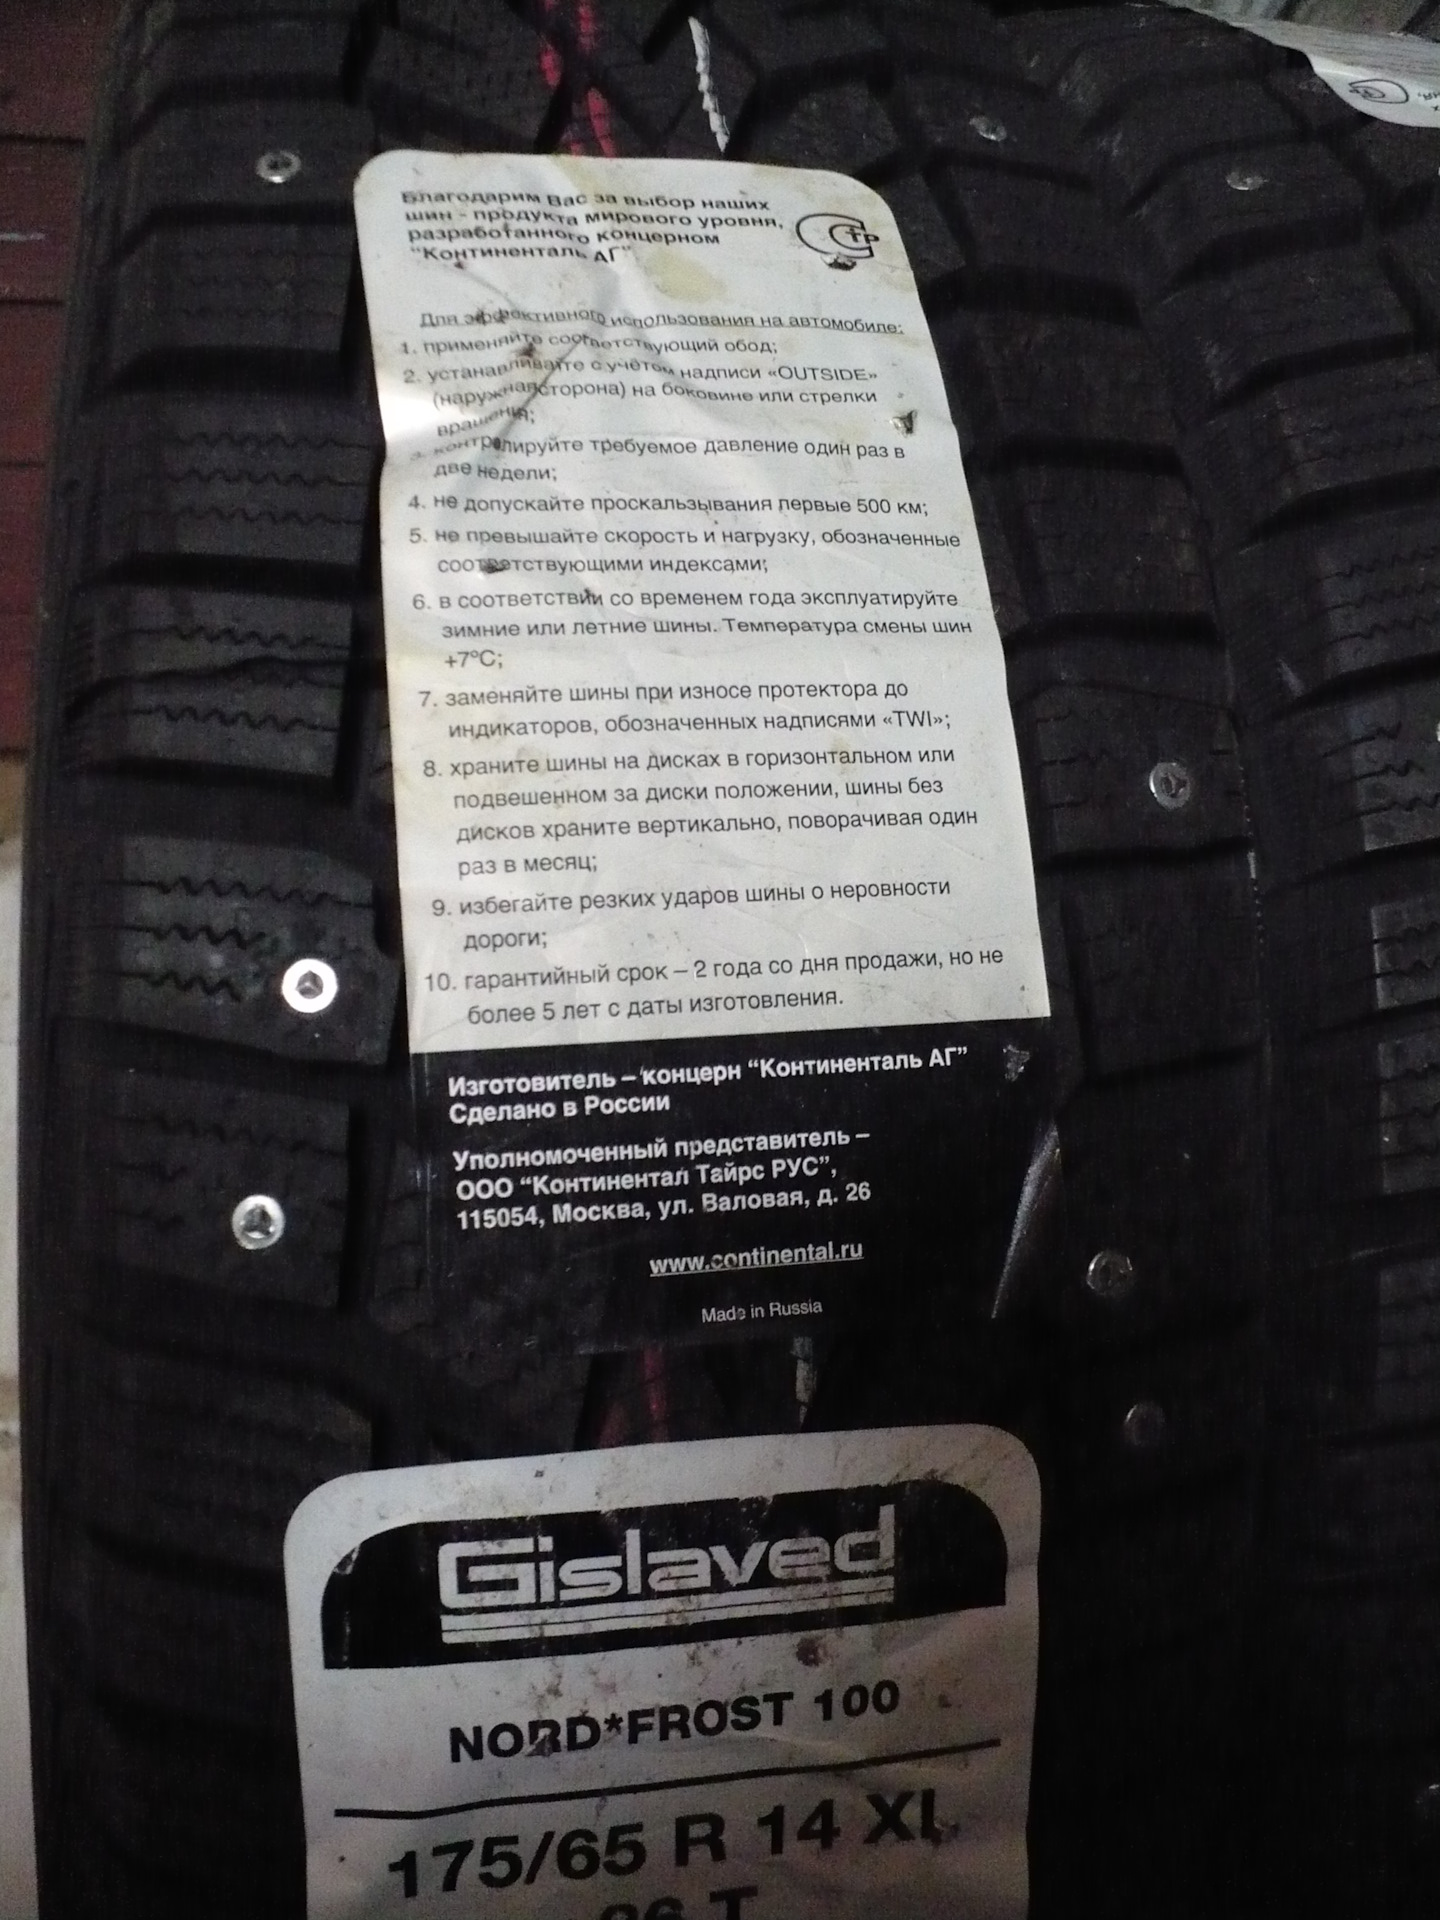 Благодарим Вас за выбор наших
шин - продукта мирового уровня,
разработанного концерном
"Континенталь АГ"
Для эффективного использования на автомобиле:
1. применяйте соответствующий обод;
2. устанавливайте с учётом надписи «OUTSIDE»
(наружная сторона) на боковине или стрелки
вращения;
3. контролируйте требуемое давление один раз в
две недели;
4. не допускайте проскальзывания первые 500 км;
5. не превышайте скорость и нагрузку, обозначенные
соответствующими индексами;
6. в соответствии со временем года эксплуатируйте
зимние или летние шины. Температура смены шин
+7°С;
7. заменяйте шины при износе протектора до
индикаторов, обозначенных надписями «TWI»;
8. храните шины на дисках в горизонтальном или
подвешенном за диски положении, шины без
дисков храните вертикально, поворачивая один
раз в месяц;
9. избегайте резких ударов шины о неровности
дороги;
10. гарантийный срок – 2 года со дня продажи, но не
более 5 лет с даты изготовления.
Изготовитель – концерн "Континенталь АГ"
Сделано в России
Уполномоченный представитель –
ООО "Континентал Тайрс РУС",
115054, Москва, ул. Валовая, д. 26
www.continental.ru
Made in Russia
Gislaved
NORD*FROST 100
175/65 R 14 XL
T